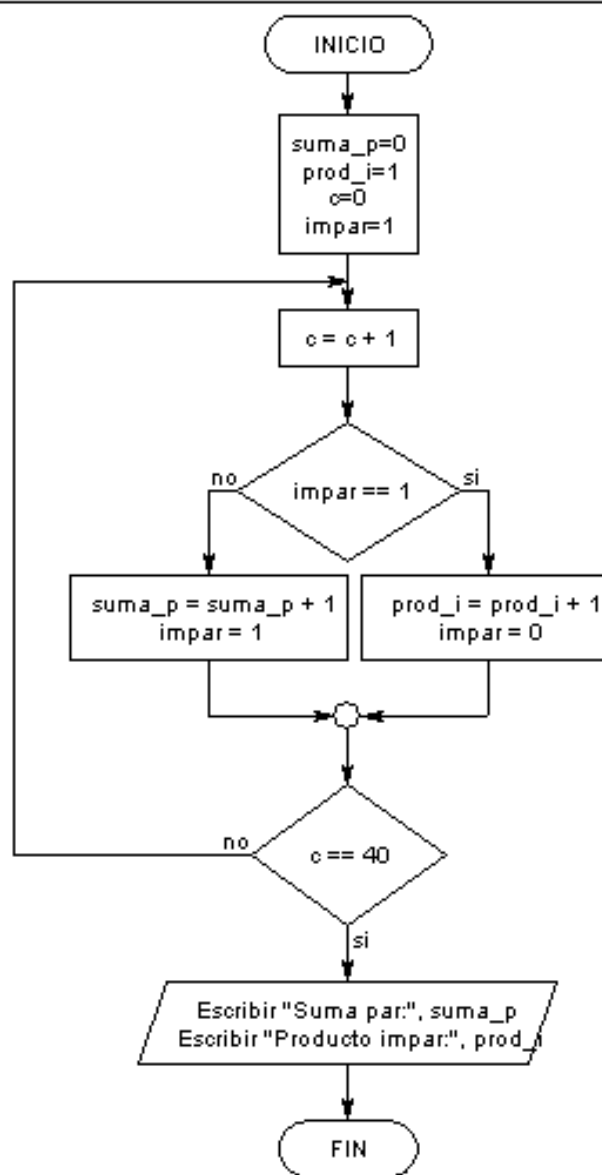 INICIO
suma_p=0
prod_i=1
c=0
impar=1
c = c + 1
impar == 1
no
si
suma_p = suma_p + 1
impar = 1
prod_i = prod_i + 1
impar = 0
c == 40
no
si
Escribir "Suma par:", suma_p
Escribir "Producto impar:", prod_i
FIN